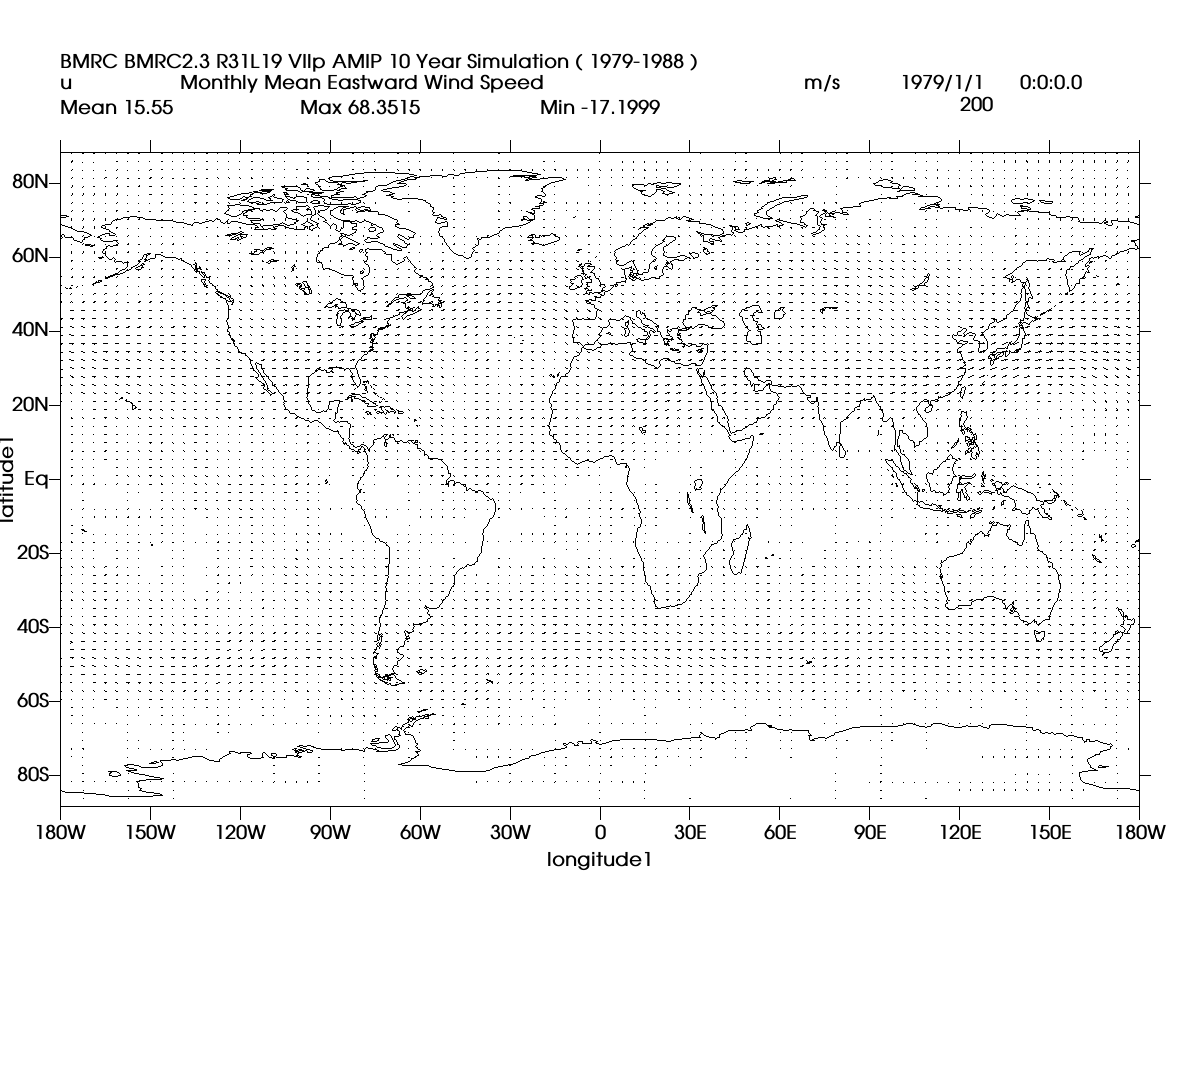 BMRC BMRC2.3 R31L19 VIIp AMIP 10 Year Simulation ( 1979-1988 )
u Monthly Mean Eastward Wind Speed m/s 1979/1/1 0:0:0.0
Mean 15.55 Max 68.3515 Min -17.1999 200
80N
60N
40N
20N
Eq
20S
40S
60S
80S
latitude1
180W 150W 120W 90W 60W 30W 0 30E 60E 90E 120E 150E 180W
longitude1